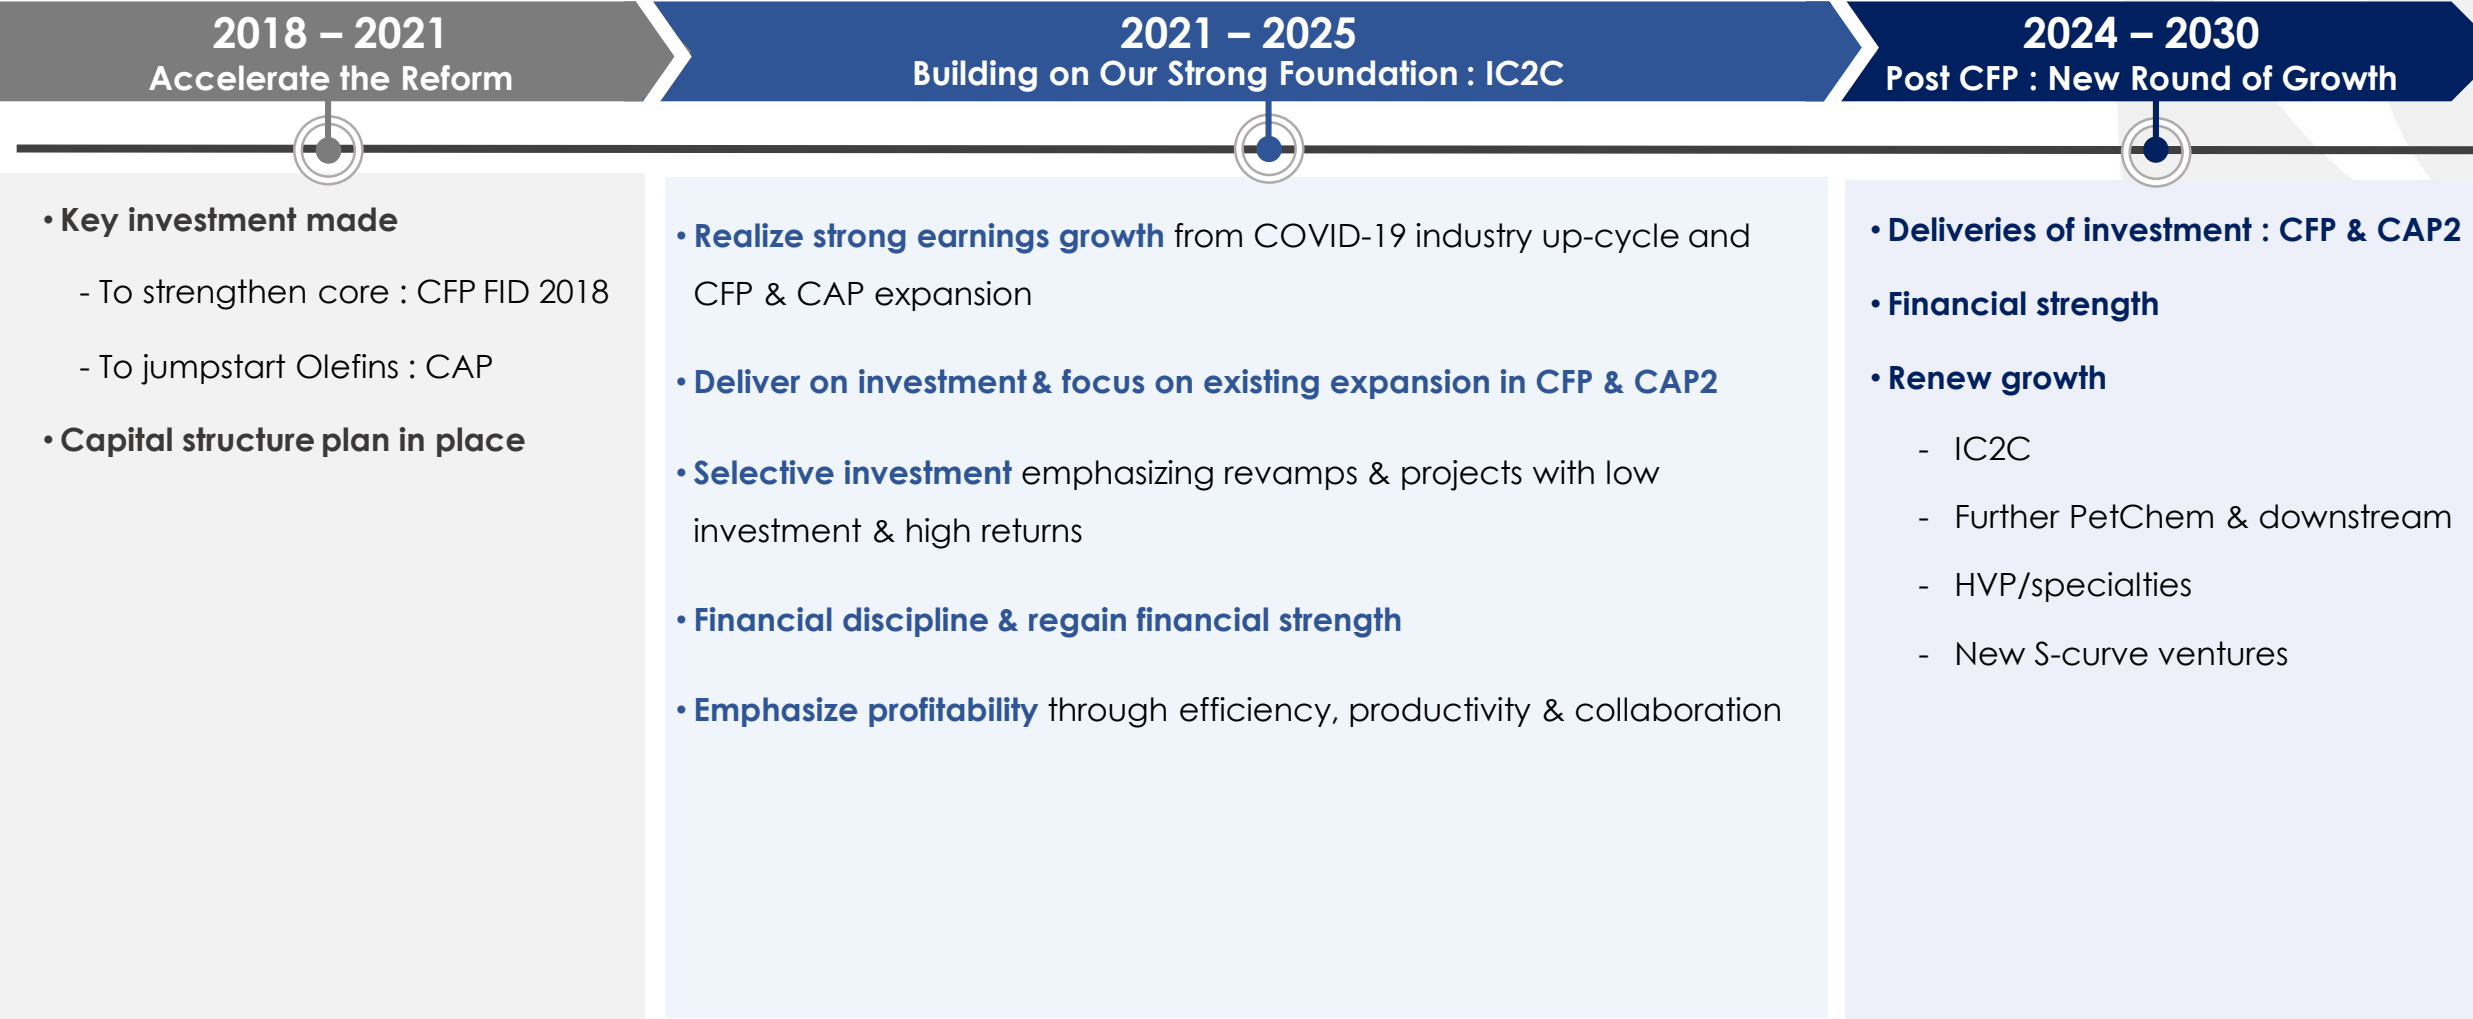 2018 – 2021
Accelerate the Reform
• Key investment made
- To strengthen core : CFP FID 2018
- To jumpstart Olefins : CAP
• Capital structure plan in place
2021 – 2025
Building on Our Strong Foundation : IC2C
• Realize strong earnings growth from COVID-19 industry up-cycle and
CFP & CAP expansion
• Deliver on investment & focus on existing expansion in CFP & CAP2
• Selective investment emphasizing revamps & projects with low
investment & high returns
• Financial discipline & regain financial strength
• Emphasize profitability through efficiency, productivity & collaboration
2024 – 2030
Post CFP : New Round of Growth
• Deliveries of investment : CFP & CAP2
• Financial strength
• Renew growth
- IC2C
- Further PetChem & downstream
- HVP/specialties
- New S-curve ventures